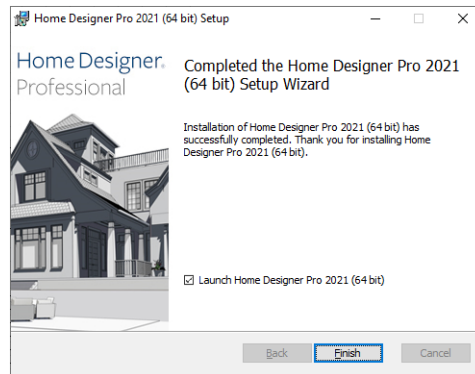 Home Designer Pro 2021 (64 bit) Setup
Home Designer.
Professional
Completed the Home Designer Pro 2021
(64 bit) Setup Wizard
Installation of Home Designer Pro 2021 (64 bit) has
successfully completed. Thank you for installing Home
Designer Pro 2021 (64 bit).
Launch Home Designer Pro 2021 (64 bit)
Back Finish Cancel